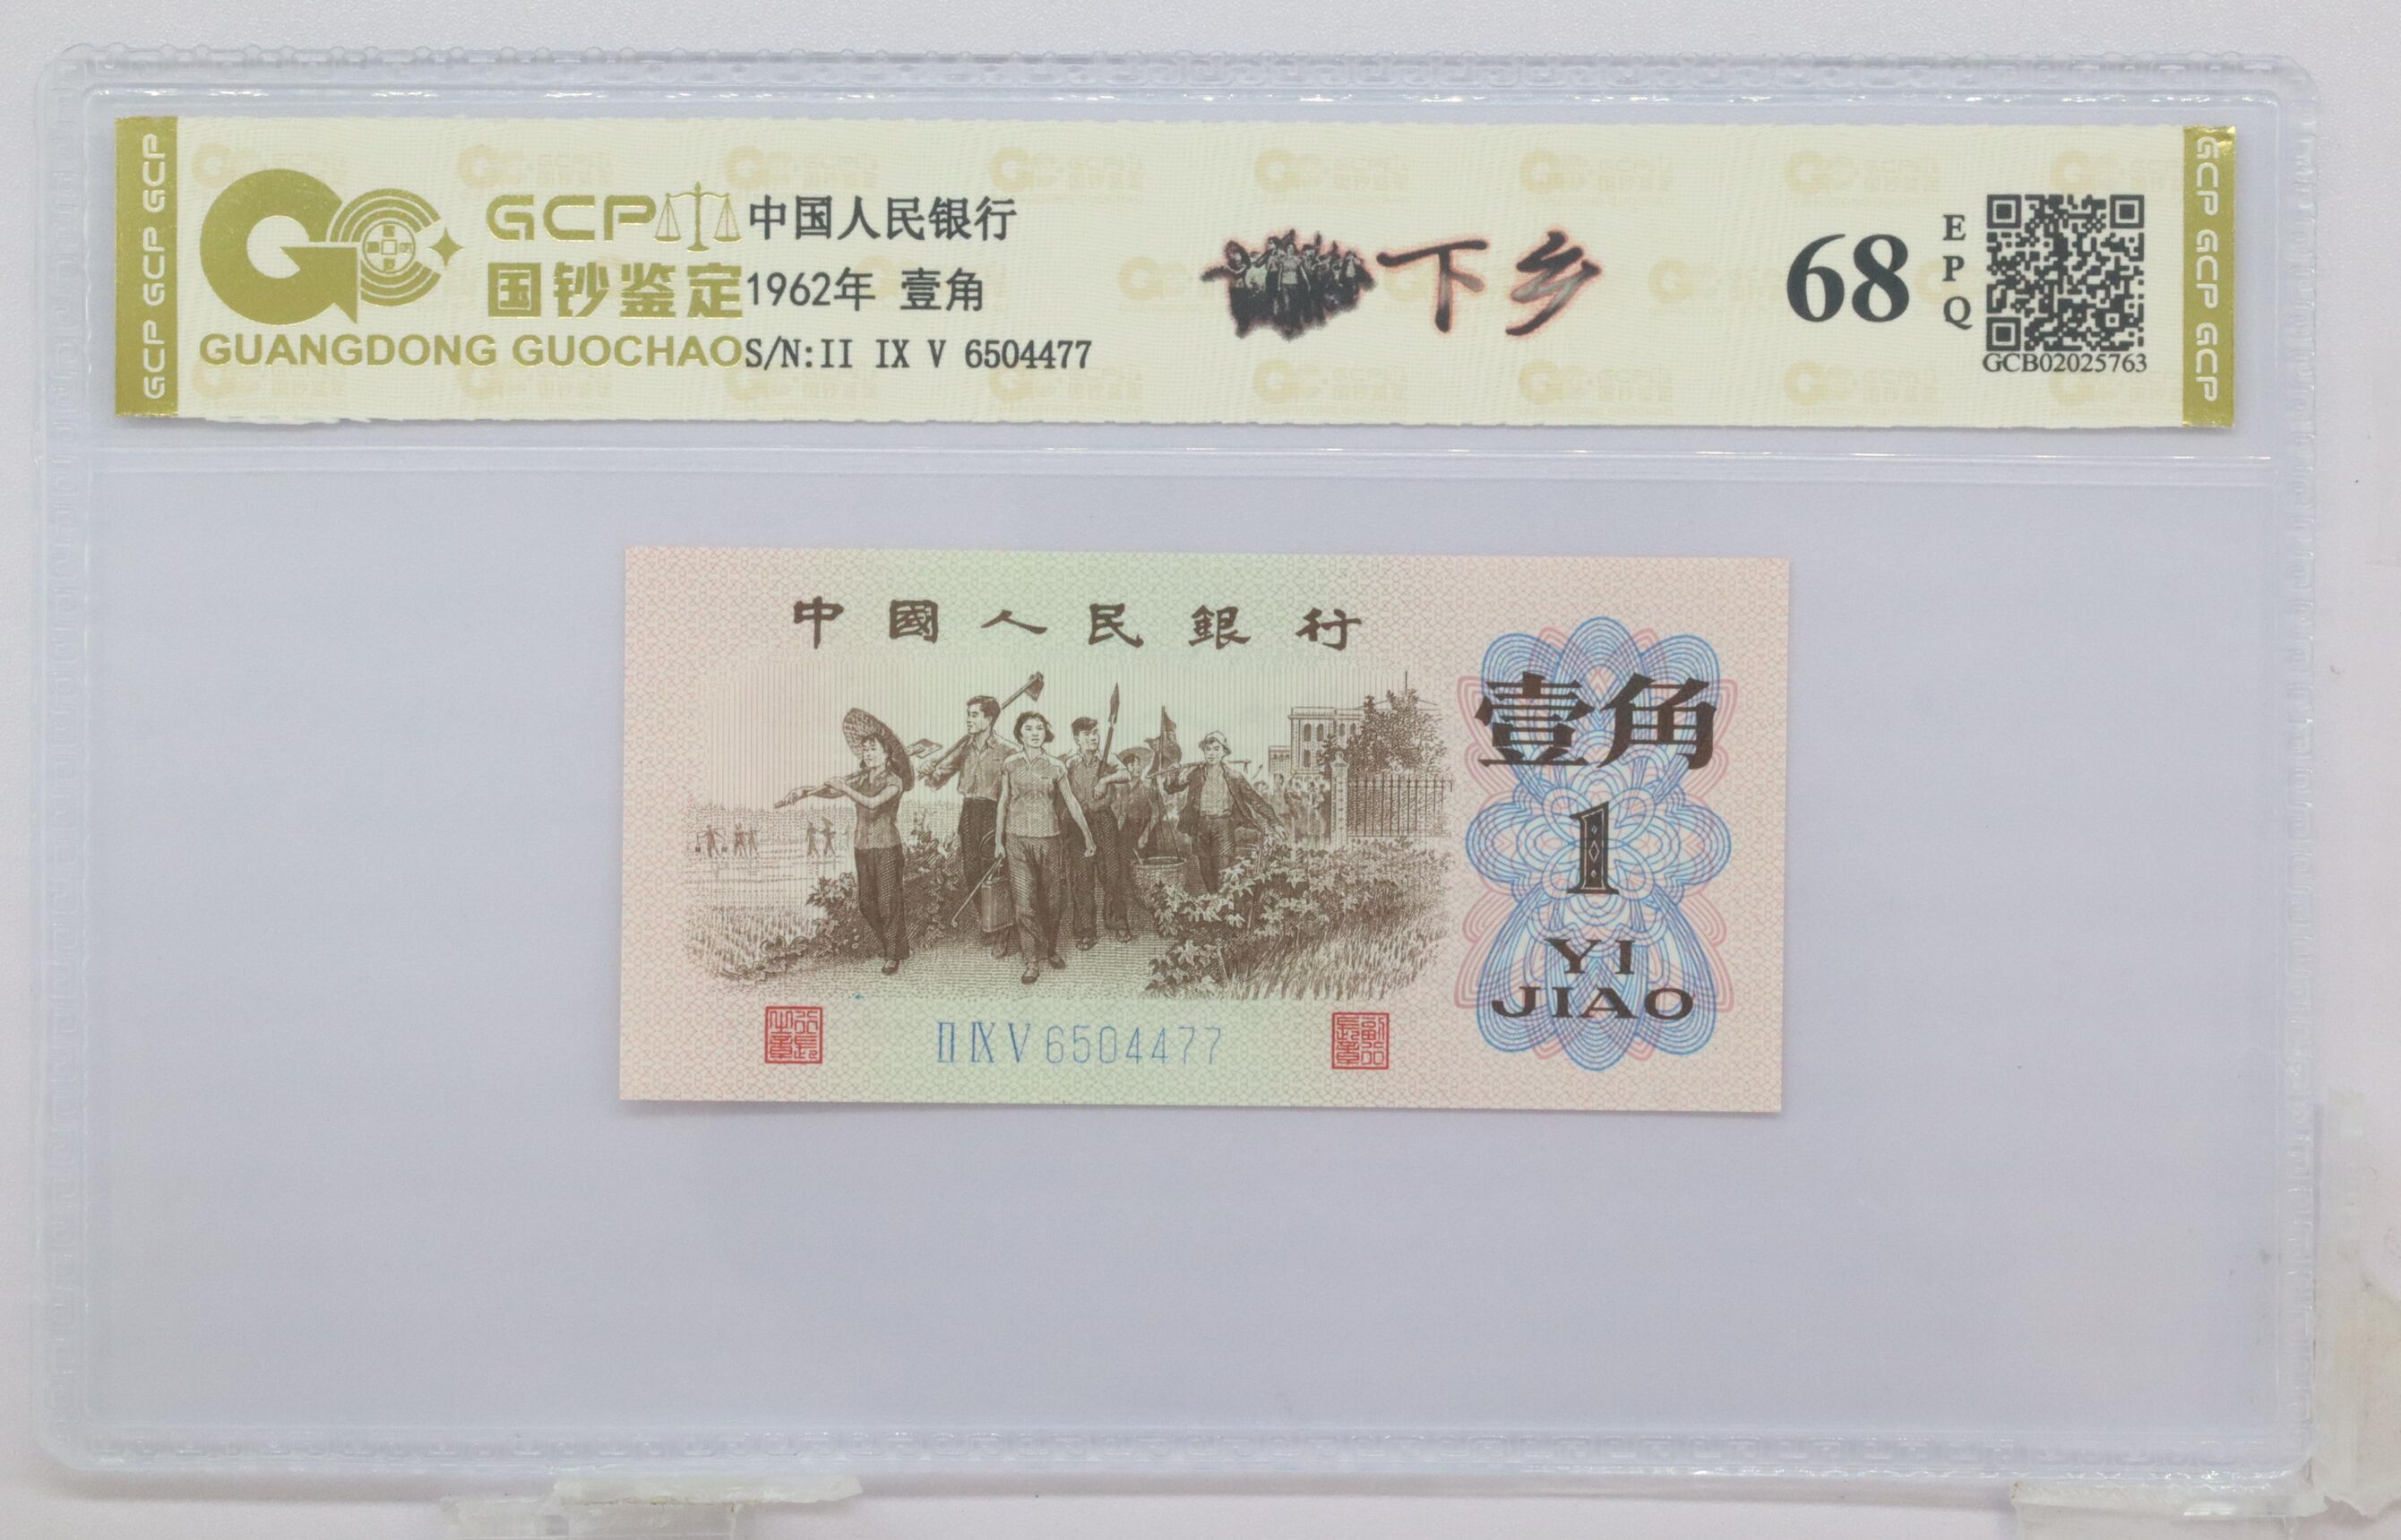 GCP GCP GCP
GCP
国钞鉴定
GUANGDONG GUOCHAO
中国人民银行
1962年 壹角
S/N:II IX V 6504477
下乡
68
EPQ
GCB02025763
GCP GCP GCP
中國人民銀行
壹角
1
YI
JIAO
II IX V 6504477